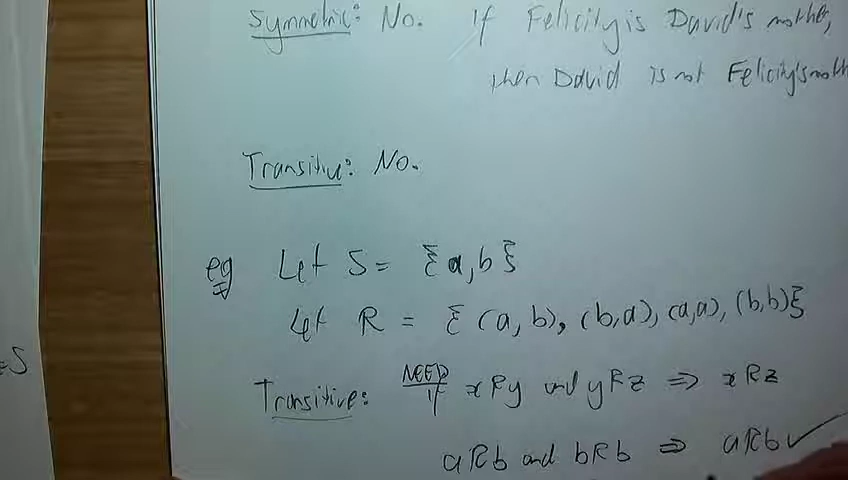 Symmetric: No. If Felicity is David's mother,
then David is not Felicity's moth
Transitive: No.
eg Let S = {a,b}
Let R = {(a,b), (b,a), (a,a), (b,b)}
Transitive: NEED if xRy and yRz ⇒ xRz
aRb and bRb ⇒ aRb ✓
=S